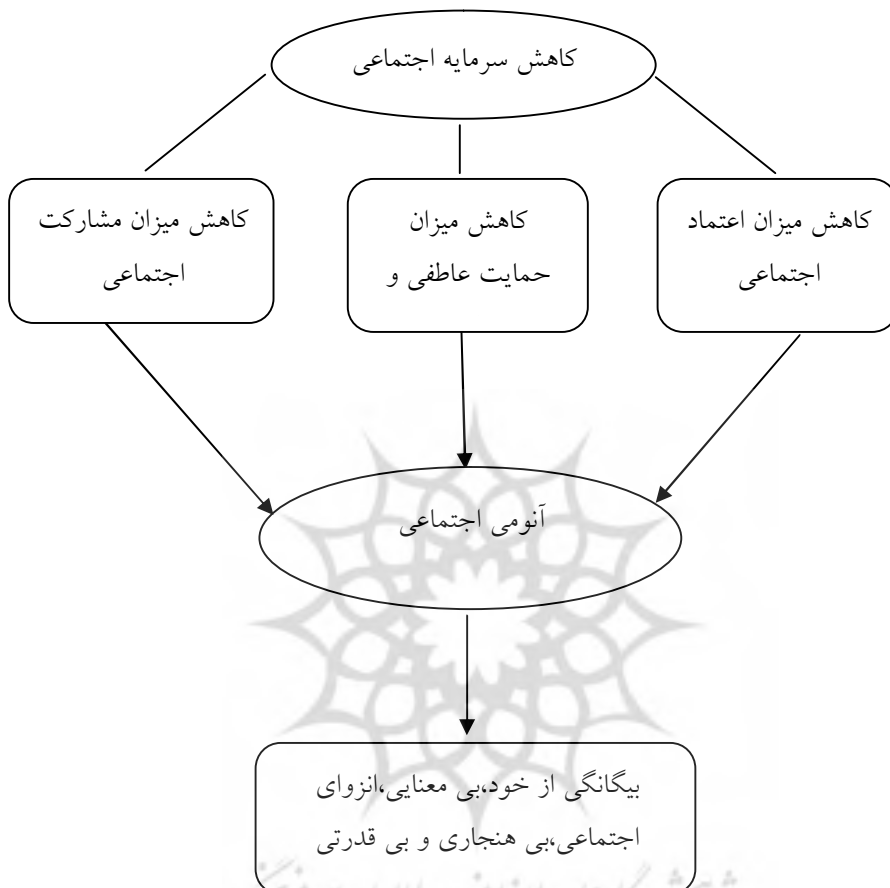 کاهش سرمایه اجتماعی
کاهش میزان اعتماد
اجتماعی
کاهش میزان
حمایت عاطفی و
کاهش میزان مشارکت
اجتماعی
آنومی اجتماعی
بیگانگی از خود،بی معنایی،انزوای
اجتماعی،بی هنجاری و بی قدرتی